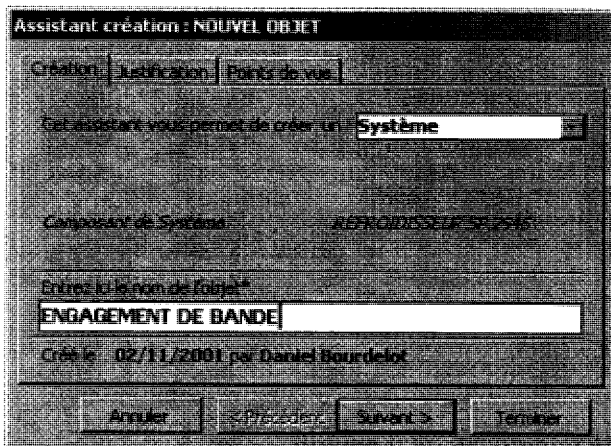 Assistant création : NOUVEL OBJET
Création Justification Points de vue
Cet assistant vous permet de créer un Système
Composant de Système REFROIDISSEUR
Entrez ici le nom de l'objet*
ENGAGEMENT DE BANDE
Créé le 02/11/2001 par Daniel Bourdelot
Annuler < Précédent Suivant > Terminer